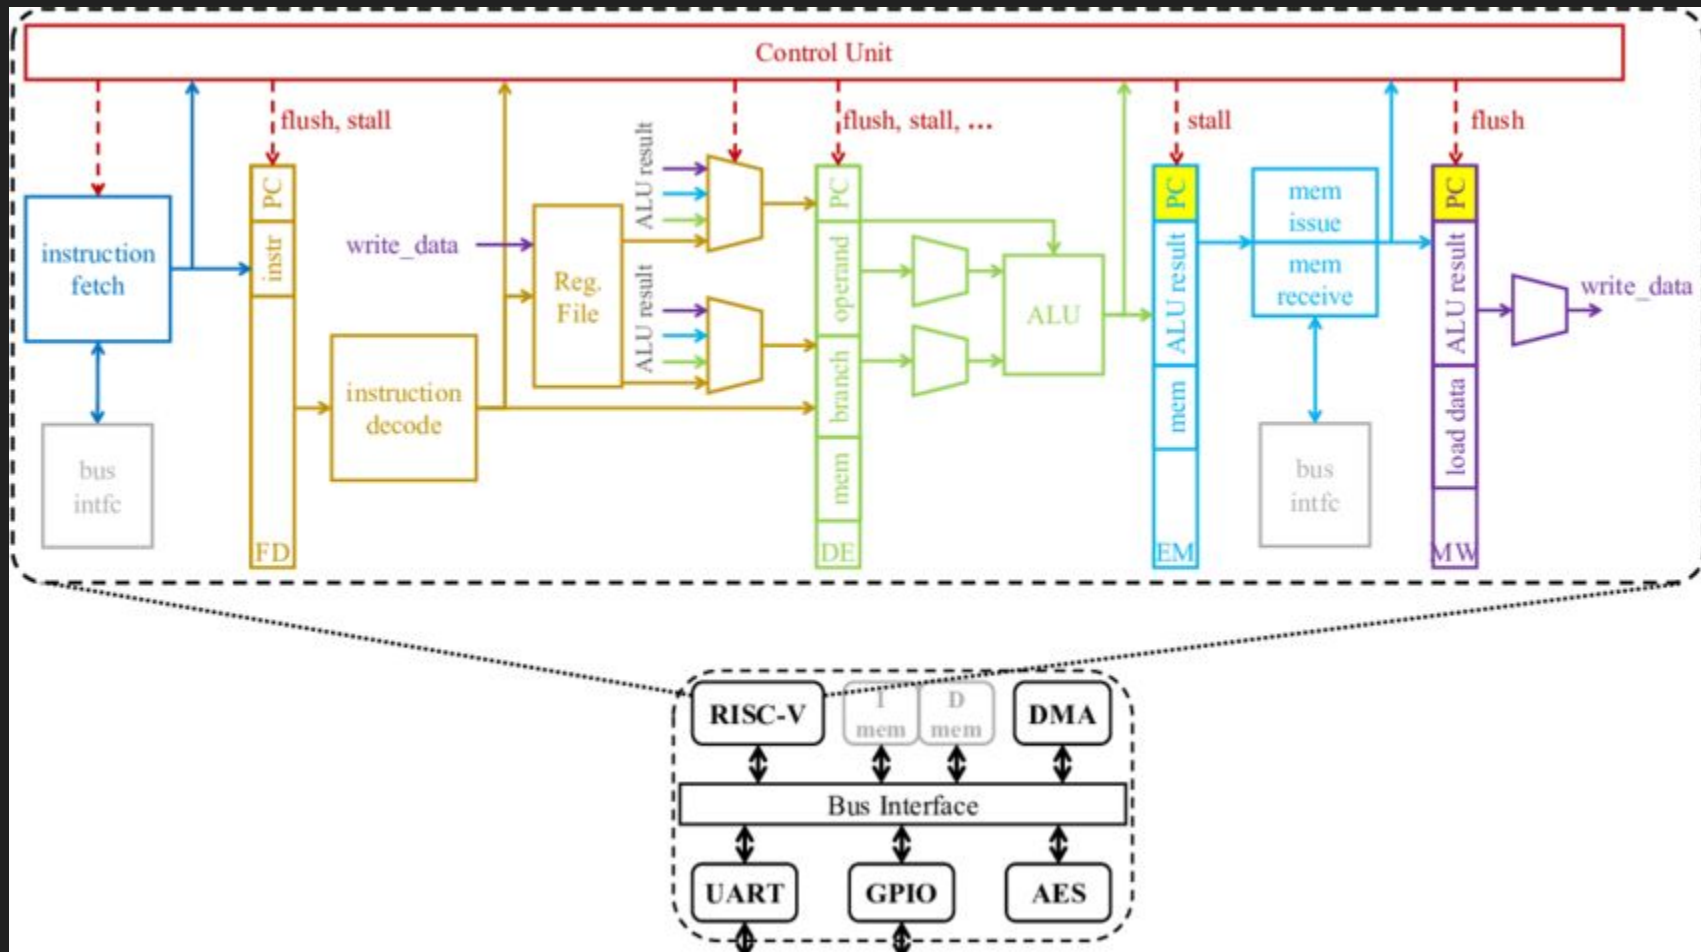 Control Unit
flush, stall
flush, stall, ...
stall
flush
instruction
fetch
bus
intfc
PC
instr
FD
instruction
decode
write_data
Reg.
File
ALU result
ALU result
PC
operand
branch
mem
DE
ALU
PC
ALU result
mem
EM
mem
issue
mem
receive
bus
intfc
PC
ALU result
load data
MW
write_data
RISC-V
I
mem
D
mem
DMA
Bus Interface
UART
GPIO
AES